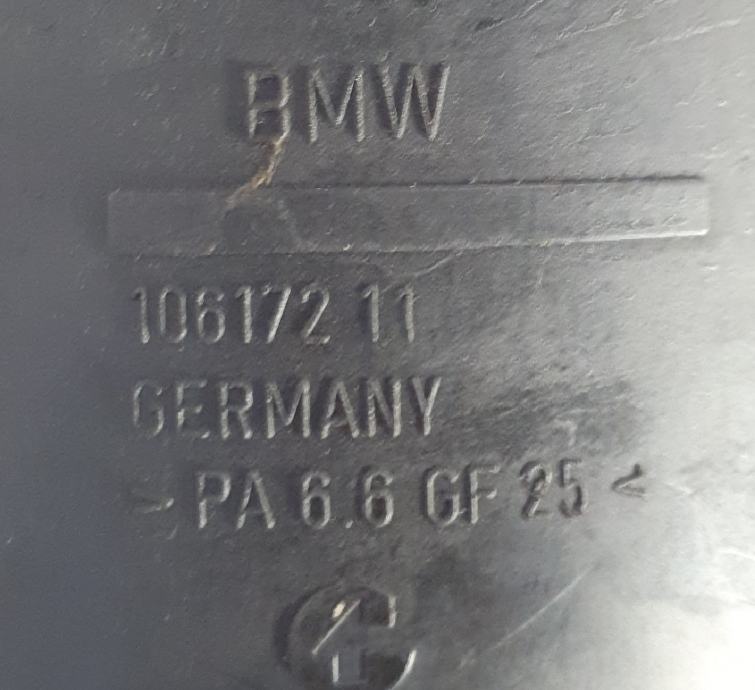 BMW
106172 11
GERMANY
> PA 6.6 GF 25 <